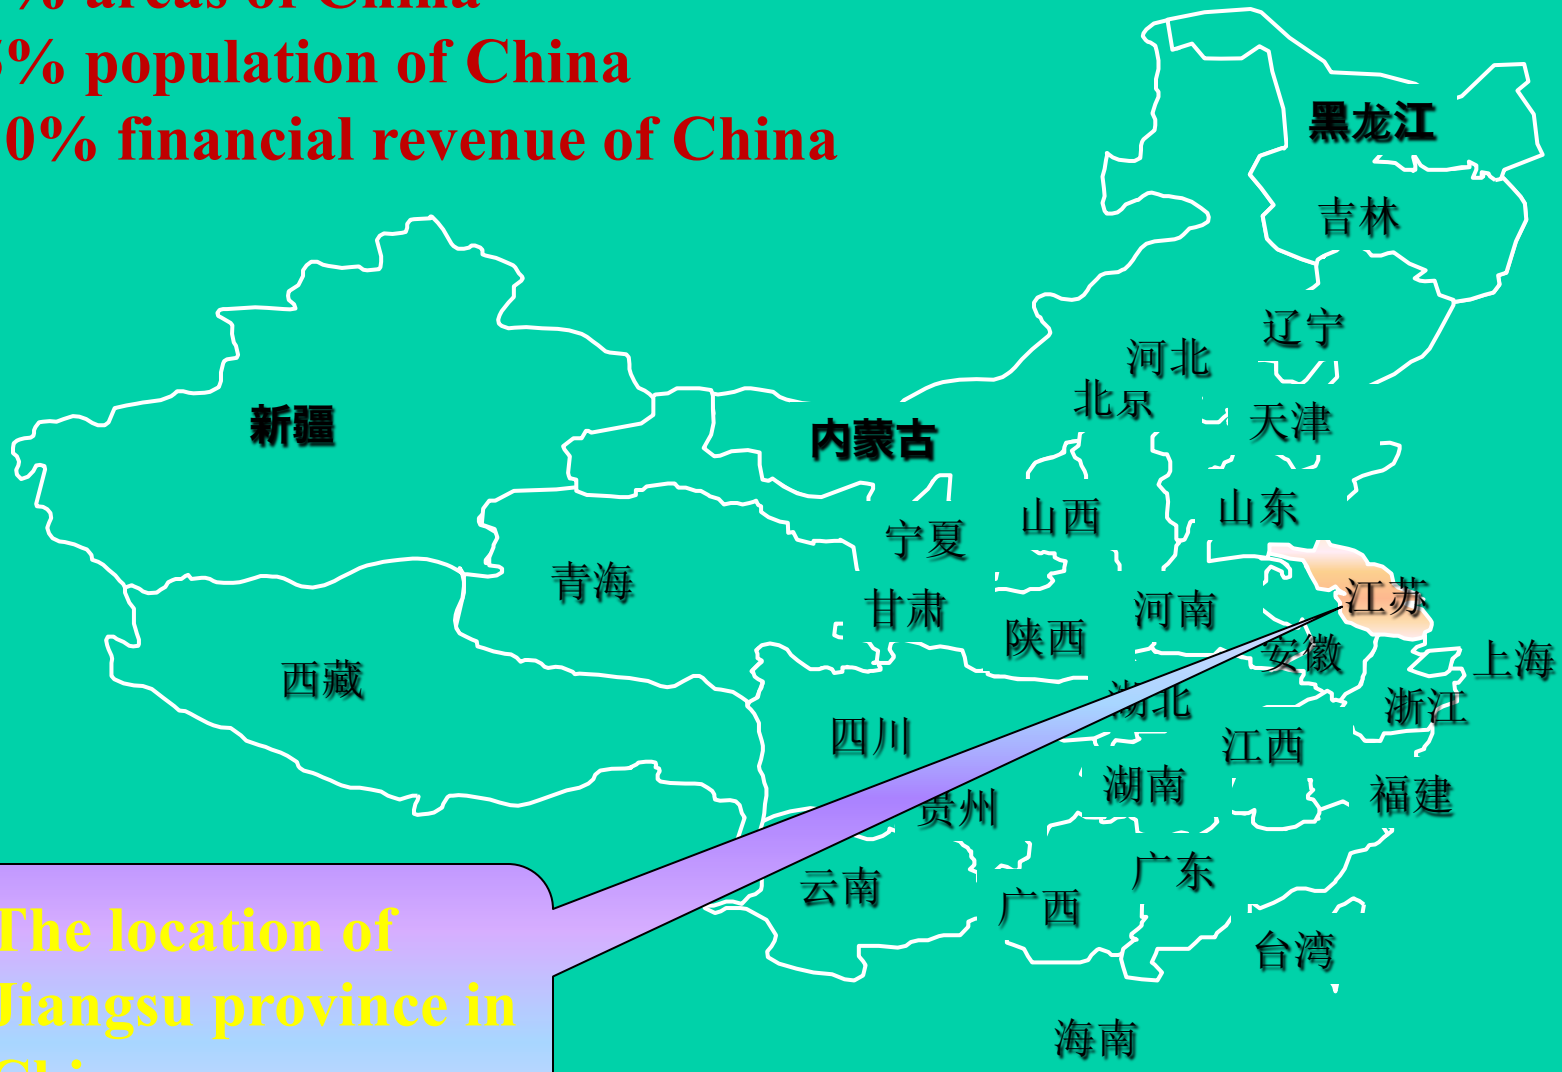 % areas of China
% population of China
0% financial revenue of China
黑龙江
吉林
辽宁
河北
北京
天津
新疆
内蒙古
山西
山东
宁夏
青海
甘肃
陕西
河南
江苏
安徽
上海
西藏
湖北
浙江
四川
江西
湖南
贵州
福建
云南
广西
广东
台湾
海南
The location of
Jiangsu province in